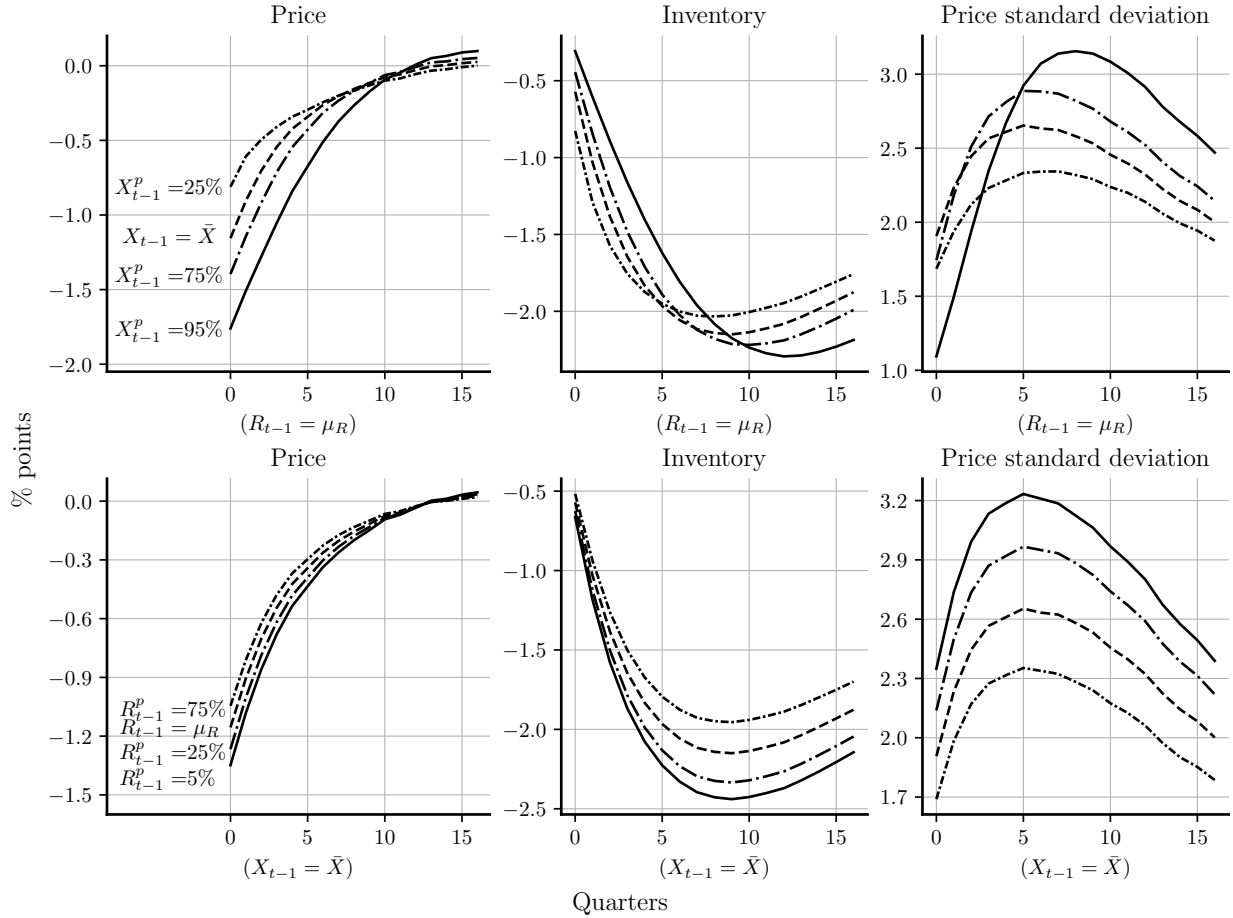 Price
Inventory
Price standard deviation
0.0
−0.5
−1.0
−1.5
−2.0
X^p_{t−1} =25%
X_{t−1} = X̄
X^p_{t−1} =75%
X^p_{t−1} =95%
0 5 10 15
(R_{t−1} = μ_R)
−0.5
−1.0
−1.5
−2.0
0 5 10 15
(R_{t−1} = μ_R)
3.0
2.5
2.0
1.5
1.0
0 5 10 15
(R_{t−1} = μ_R)
% points
Price
Inventory
Price standard deviation
0.0
−0.3
−0.6
−0.9
−1.2
−1.5
R^p_{t−1} =75%
R_{t−1} = μ_R
R^p_{t−1} =25%
R^p_{t−1} =5%
0 5 10 15
(X_{t−1} = X̄)
−0.5
−1.0
−1.5
−2.0
−2.5
0 5 10 15
(X_{t−1} = X̄)
3.2
2.9
2.6
2.3
2.0
1.7
0 5 10 15
(X_{t−1} = X̄)
Quarters